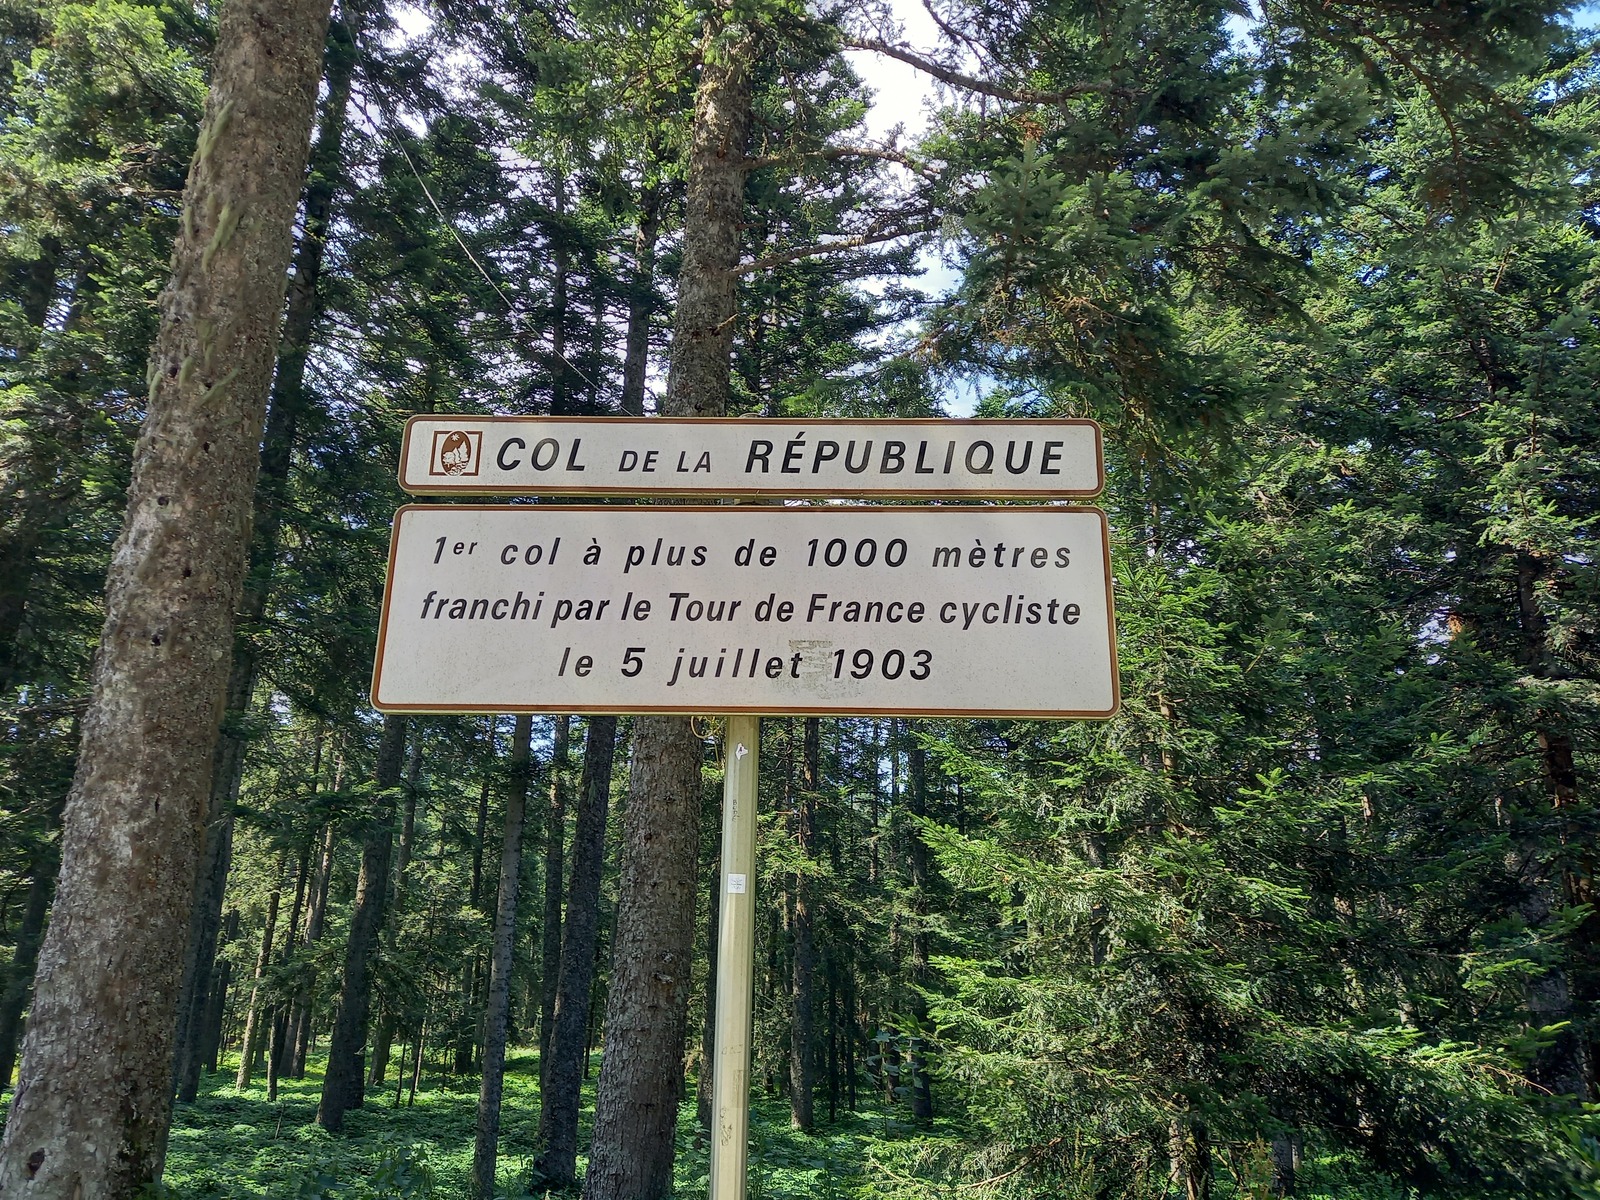 COL DE LA RÉPUBLIQUE
1er col à plus de 1000 mètres
franchi par le Tour de France cycliste
le 5 juillet 1903